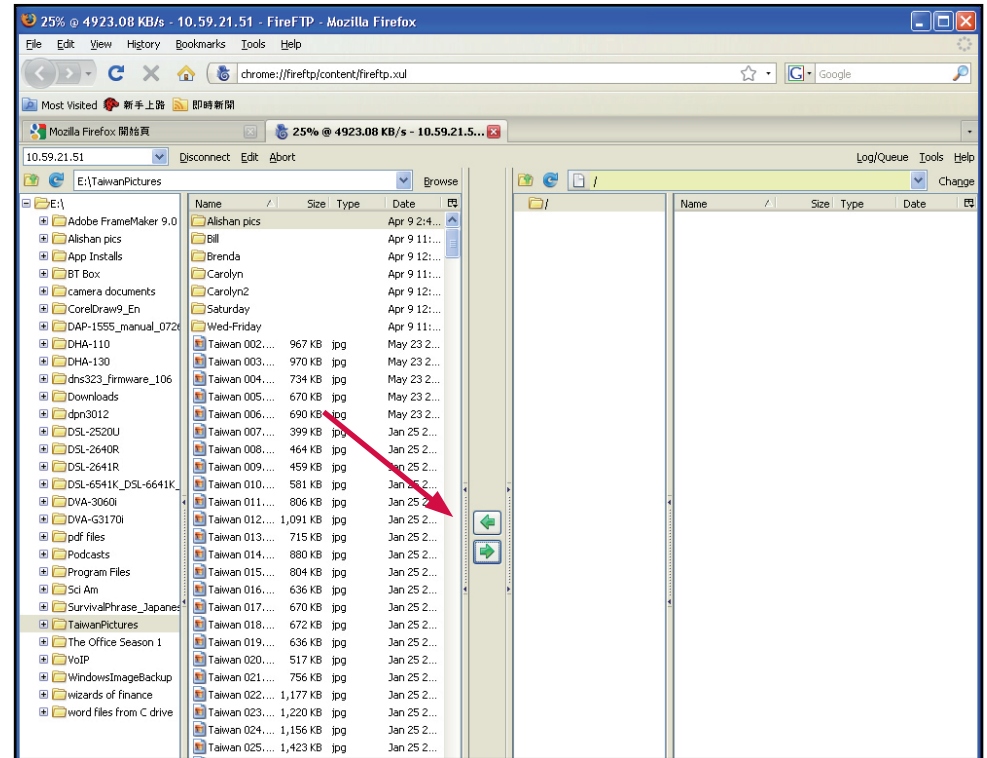 25% @ 4923.08 KB/s - 10.59.21.51 - FireFTP - Mozilla Firefox
File Edit View History Bookmarks Tools Help
chrome://fireftp/content/fireftp.xul
G Google
Most Visited 新手上路 即時新聞
Mozilla Firefox 開始頁 25% @ 4923.08 KB/s - 10.59.21.5...
10.59.21.51 Disconnect Edit Abort Log/Queue Tools Help
E:\TaiwanPictures Browse / Change
E:\
Adobe FrameMaker 9.0
Alishan pics
App Installs
BT Box
camera documents
CorelDraw9_En
DAP-1555_manual_072
DHA-110
DHA-130
dns323_firmware_106
Downloads
dpn3012
DSL-2520U
DSL-2640R
DSL-2641R
DSL-6541K_DSL-6641K_
DVA-3060i
DVA-G3170i
pdf files
Podcasts
Program Files
Sci Am
SurvivalPhrase_Japanes
TaiwanPictures
The Office Season 1
VoIP
WindowsImageBackup
wizards of finance
word files from C drive
Name Size Type Date
Alishan pics Apr 9 2:4...
Bill Apr 9 11:...
Brenda Apr 9 12:...
Carolyn Apr 9 11:...
Carolyn2 Apr 9 12:...
Saturday Apr 9 12:...
Wed-Friday Apr 9 11:...
Taiwan 002.... 967 KB jpg May 23 2...
Taiwan 003.... 970 KB jpg May 23 2...
Taiwan 004.... 734 KB jpg May 23 2...
Taiwan 005.... 670 KB jpg May 23 2...
Taiwan 006.... 690 KB jpg May 23 2...
Taiwan 007.... 399 KB jpg Jan 25 2...
Taiwan 008.... 464 KB jpg Jan 25 2...
Taiwan 009.... 459 KB jpg Jan 25 2...
Taiwan 010.... 581 KB jpg Jan 25 2...
Taiwan 011.... 806 KB jpg Jan 25 2...
Taiwan 012.... 1,091 KB jpg Jan 25 2...
Taiwan 013.... 715 KB jpg Jan 25 2...
Taiwan 014.... 880 KB jpg Jan 25 2...
Taiwan 015.... 804 KB jpg Jan 25 2...
Taiwan 016.... 636 KB jpg Jan 25 2...
Taiwan 017.... 670 KB jpg Jan 25 2...
Taiwan 018.... 672 KB jpg Jan 25 2...
Taiwan 019.... 636 KB jpg Jan 25 2...
Taiwan 020.... 517 KB jpg Jan 25 2...
Taiwan 021.... 756 KB jpg Jan 25 2...
Taiwan 022.... 1,177 KB jpg Jan 25 2...
Taiwan 023.... 1,220 KB jpg Jan 25 2...
Taiwan 024.... 1,156 KB jpg Jan 25 2...
Taiwan 025.... 1,423 KB jpg Jan 25 2...
/
Name Size Type Date